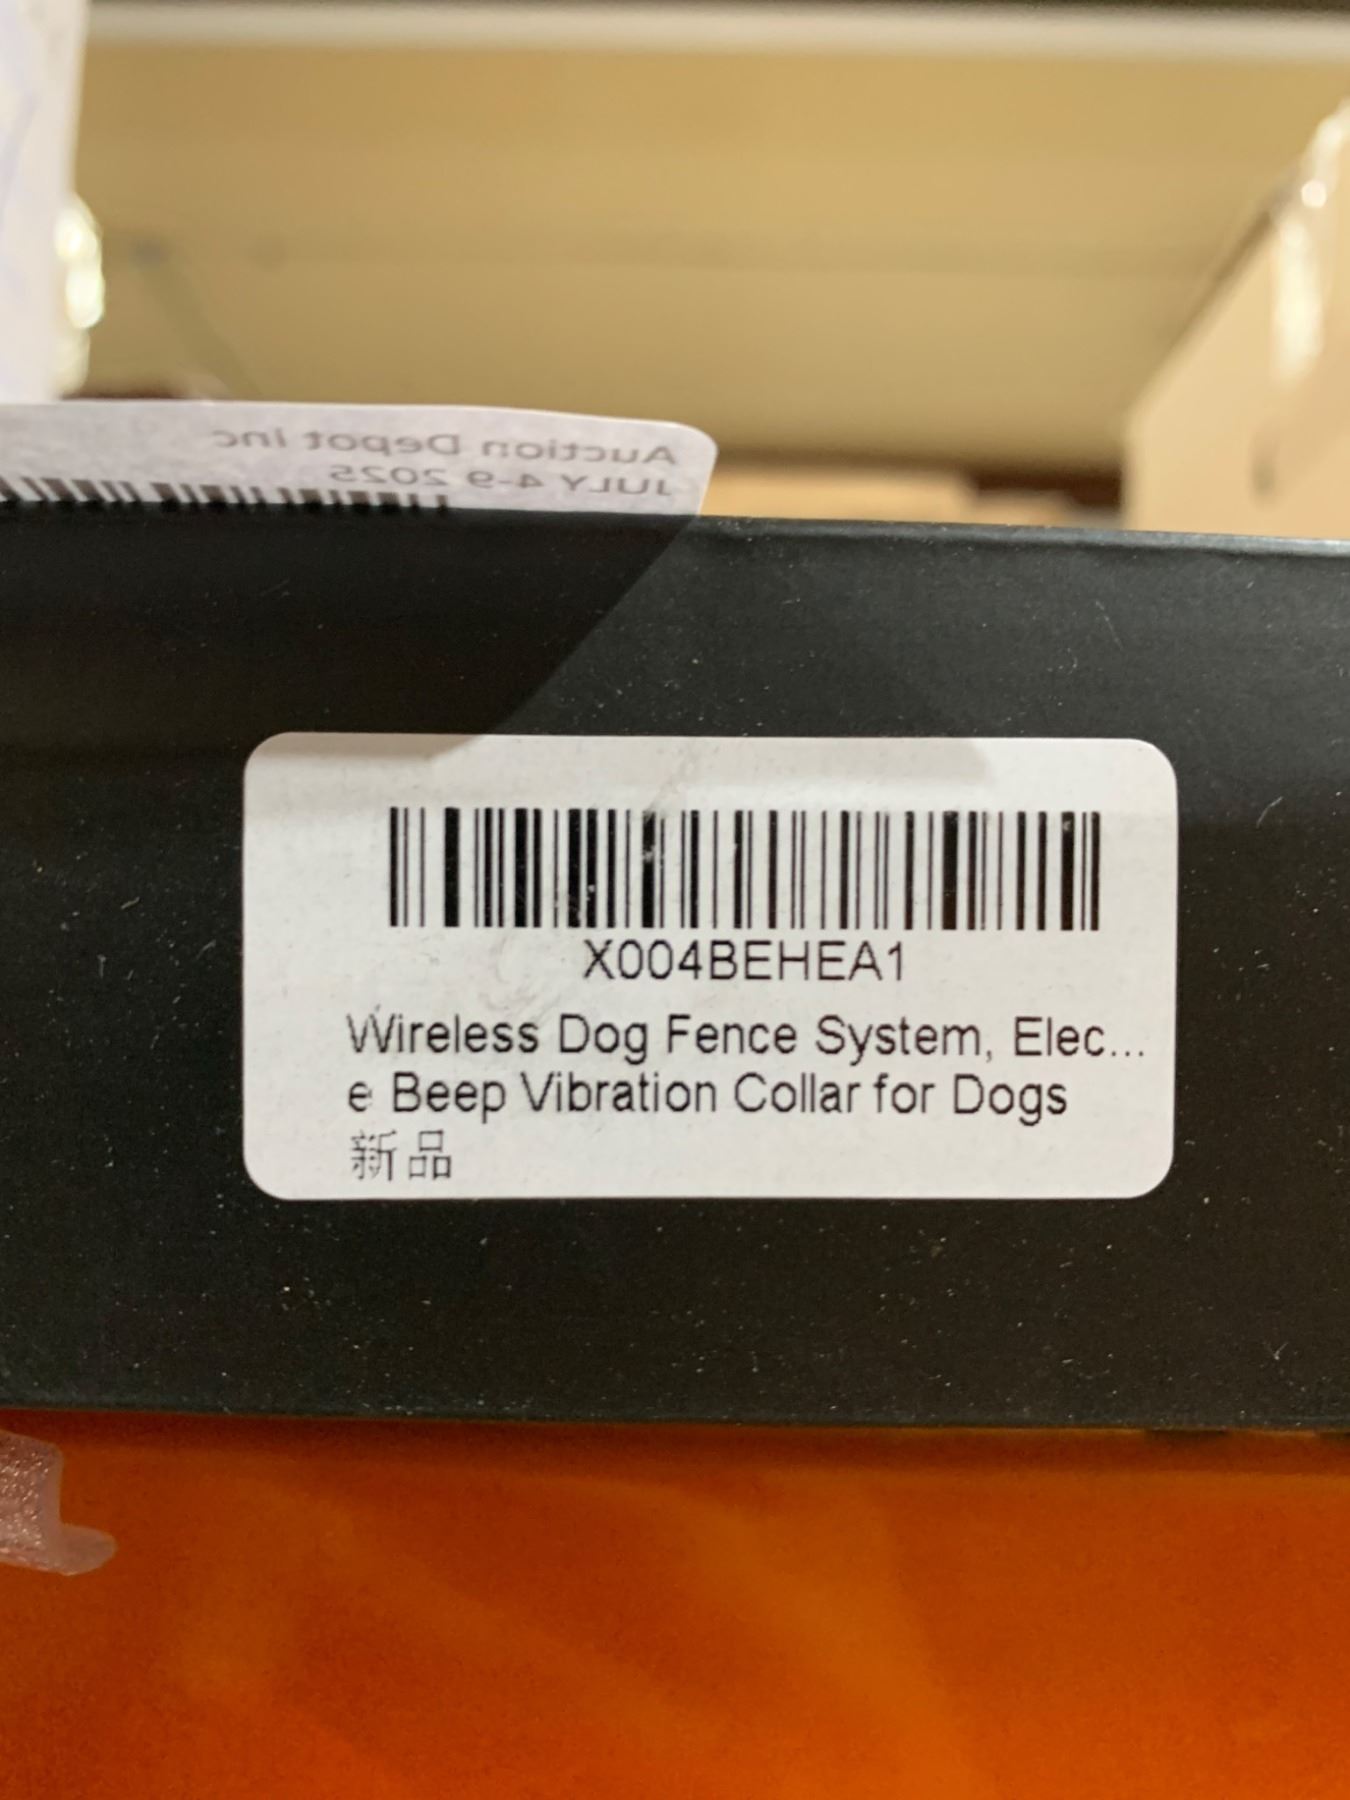 Auction Depot Inc
JULY 4-9 2025
X004BEHEA1
Wireless Dog Fence System, Elec...
e Beep Vibration Collar for Dogs
新品